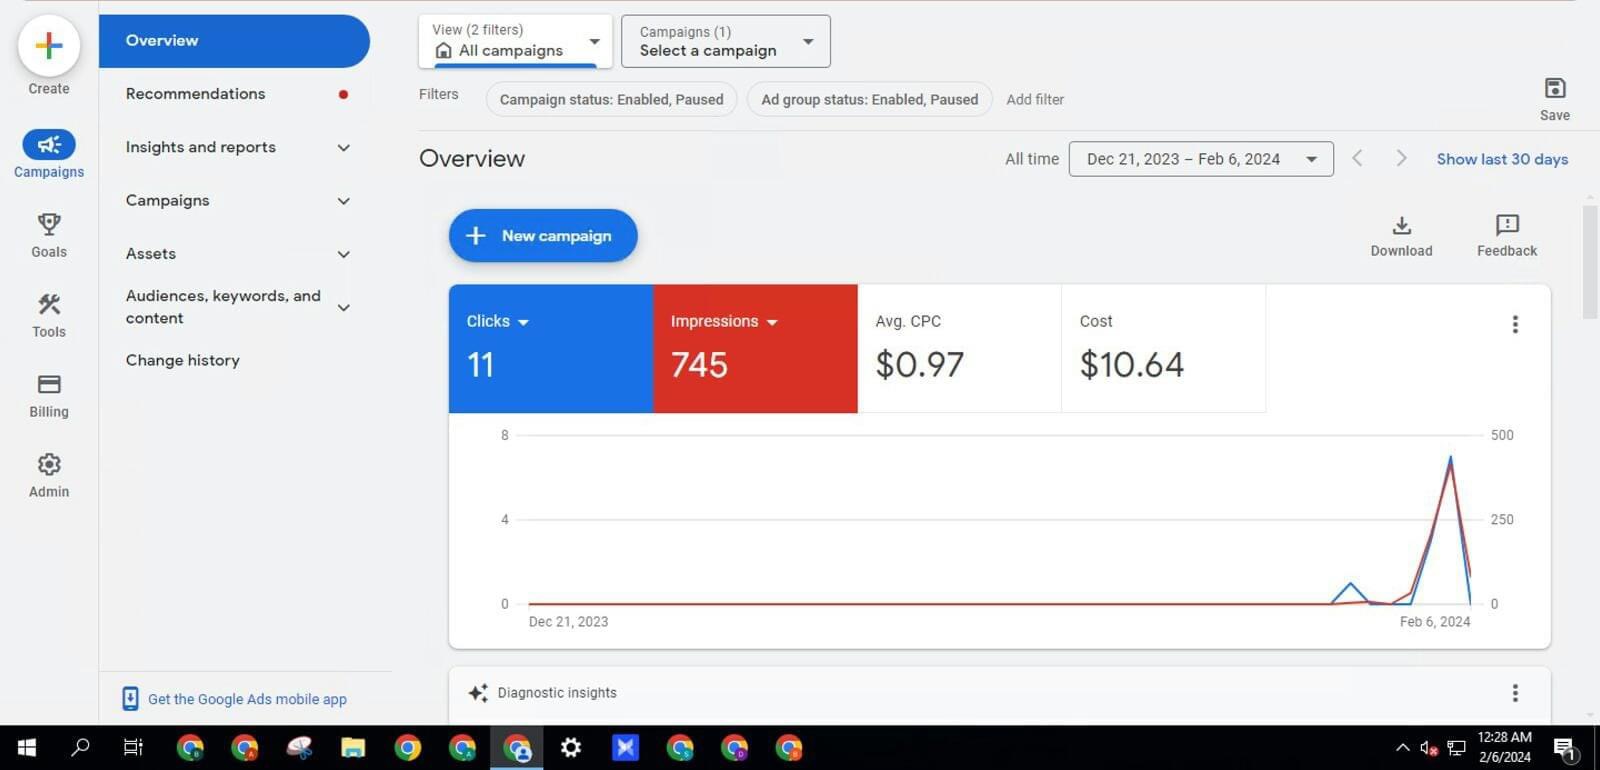 Create
Campaigns
Goals
Tools
Billing
Admin
Overview
Recommendations
Insights and reports
Campaigns
Assets
Audiences, keywords, and
content
Change history
Get the Google Ads mobile app
View (2 filters)
All campaigns
Campaigns (1)
Select a campaign
Filters
Campaign status: Enabled, Paused
Ad group status: Enabled, Paused
Add filter
Save
Overview
All time
Dec 21, 2023 – Feb 6, 2024
Show last 30 days
New campaign
Download
Feedback
Clicks
11
Impressions
745
Avg. CPC
$0.97
Cost
$10.64
8
4
0
500
250
0
Dec 21, 2023
Feb 6, 2024
Diagnostic insights
12:28 AM
2/6/2024
1